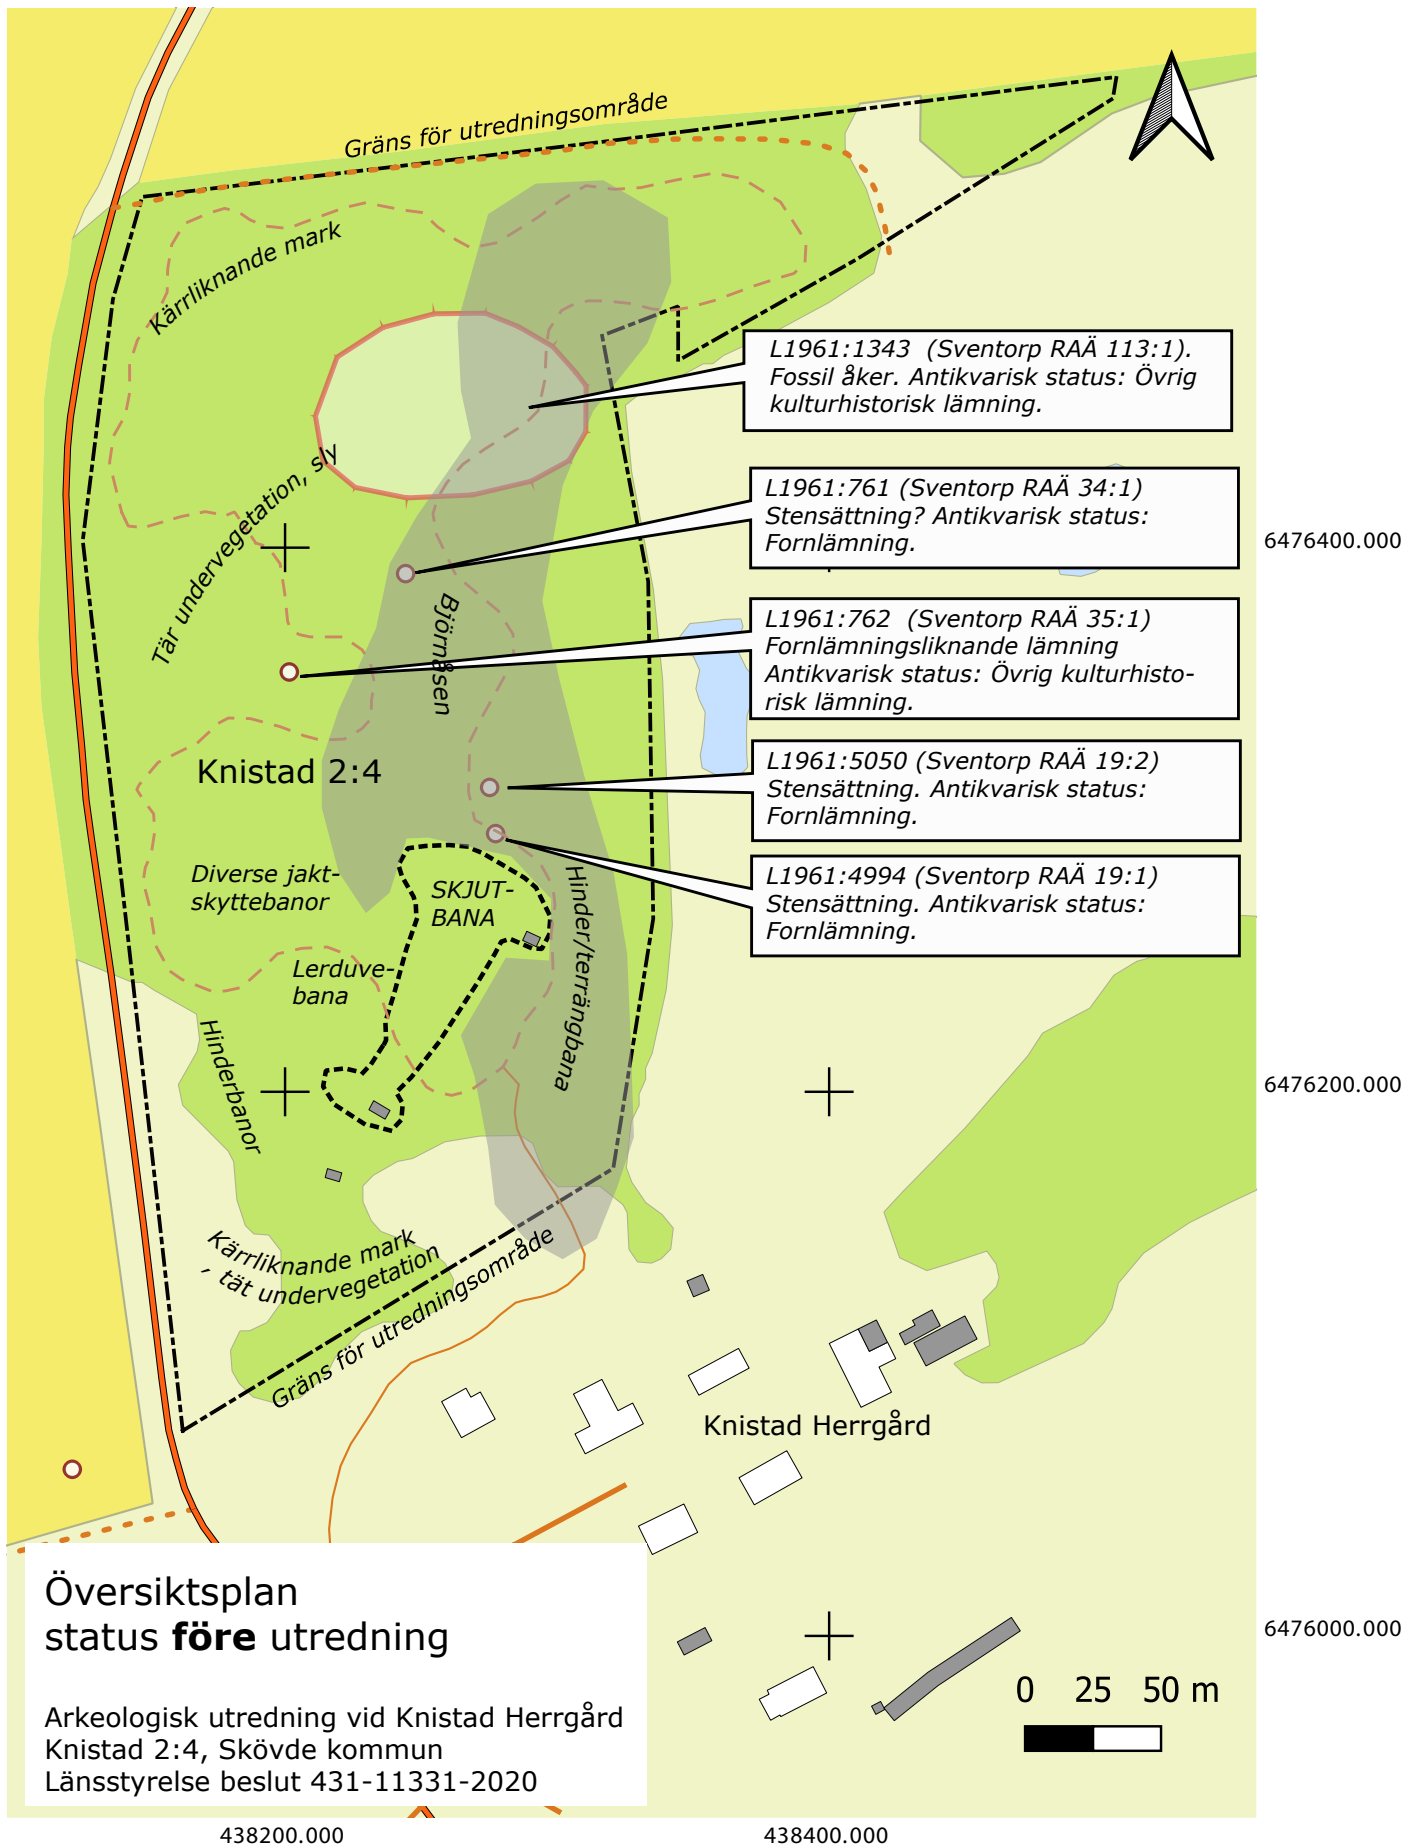 Gräns för utredningsområde
Kärrliknande mark
L1961:1343 (Sventorp RAÄ 113:1).
Fossil åker. Antikvarisk status: Övrig
kulturhistorisk lämning.
Tär undervegetation, sly
L1961:761 (Sventorp RAÄ 34:1)
Stensättning? Antikvarisk status:
Fornlämning.
6476400.000
Björnåsen
L1961:762 (Sventorp RAÄ 35:1)
Fornlämningsliknande lämning
Antikvarisk status: Övrig kulturhisto-
risk lämning.
Knistad 2:4
L1961:5050 (Sventorp RAÄ 19:2)
Stensättning. Antikvarisk status:
Fornlämning.
Diverse jakt-
skyttebanor
SKJUT-
BANA
L1961:4994 (Sventorp RAÄ 19:1)
Stensättning. Antikvarisk status:
Fornlämning.
Hinder/terrängbana
Lerduve-
bana
Hinderbanor
6476200.000
Kärrliknande mark
, tät undervegetation
Gräns för utredningsområde
Knistad Herrgård
Översiktsplan
status före utredning
Arkeologisk utredning vid Knistad Herrgård
Knistad 2:4, Skövde kommun
Länsstyrelse beslut 431-11331-2020
6476000.000
0 25 50 m
438200.000
438400.000